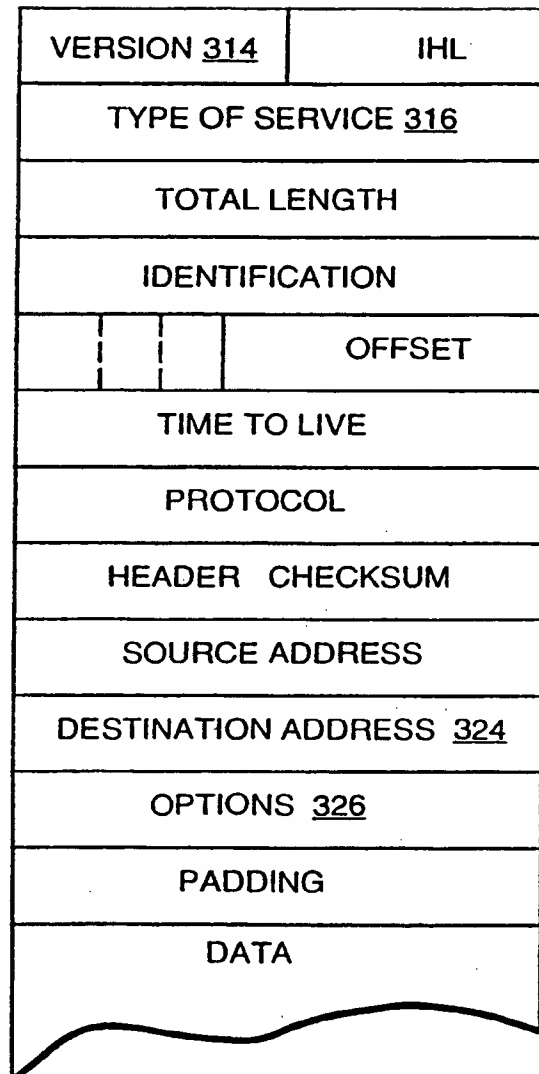 VERSION 314 IHL
TYPE OF SERVICE 316
TOTAL LENGTH
IDENTIFICATION
OFFSET
TIME TO LIVE
PROTOCOL
HEADER CHECKSUM
SOURCE ADDRESS
DESTINATION ADDRESS 324
OPTIONS 326
PADDING
DATA